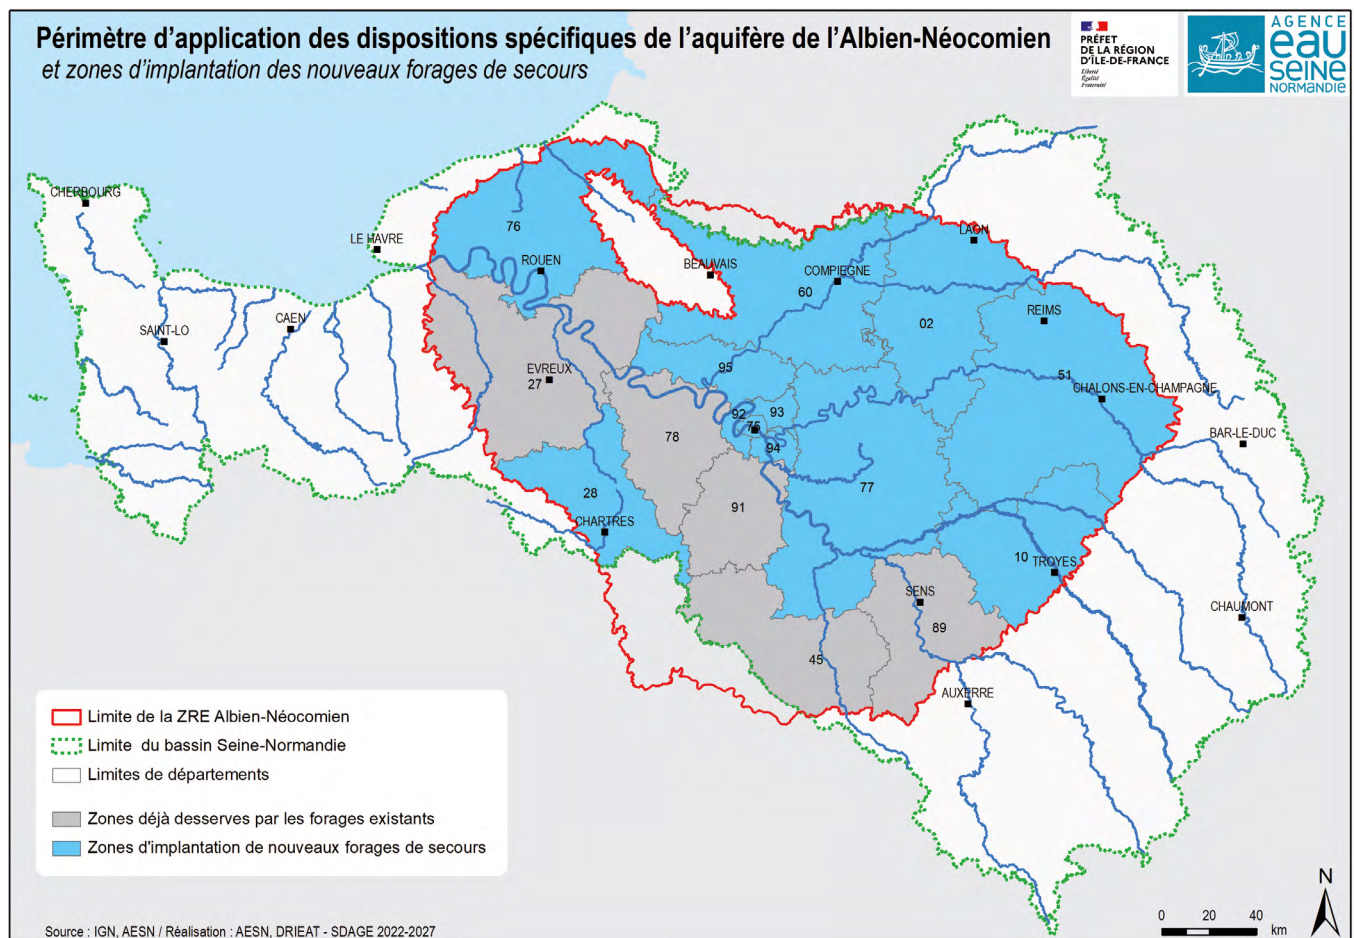 Périmètre d'application des dispositions spécifiques de l'aquifère de l'Albien-Néocomien
et zones d'implantation des nouveaux forages de secours
PRÉFET
DE LA RÉGION
D'ÎLE-DE-FRANCE
Liberté
Égalité
Fraternité
AGENCE
eau
SEINE
NORMANDIE
CHERBOURG
LE HAVRE
76
ROUEN
BEAUVAIS
COMPIEGNE
LAON
60
02
REIMS
SAINT-LO
CAEN
EVREUX
27
95
51
CHALONS-EN-CHAMPAGNE
92
93
75
94
78
BAR-LE-DUC
77
28
91
CHARTRES
10
TROYES
SENS
89
CHAUMONT
45
AUXERRE
Limite de la ZRE Albien-Néocomien
Limite du bassin Seine-Normandie
Limites de départements
Zones déjà desserves par les forages existants
Zones d'implantation de nouveaux forages de secours
N
0 20 40
km
Source : IGN, AESN / Réalisation : AESN, DRIEAT - SDAGE 2022-2027